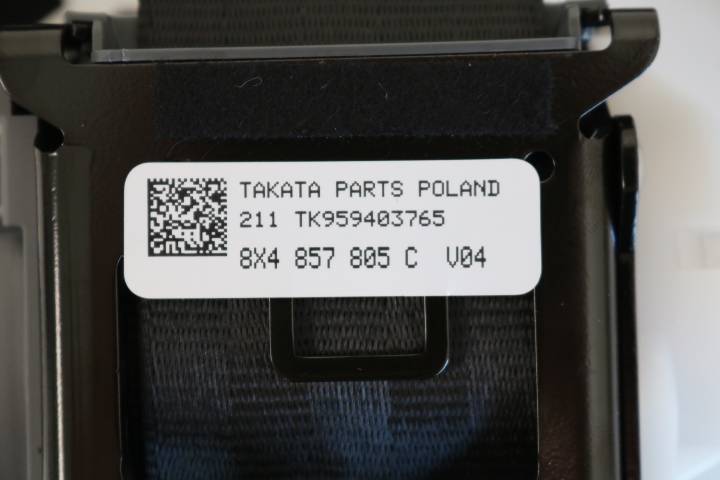 TAKATA PARTS POLAND
211 TK959403765
8X4 857 805 C V04